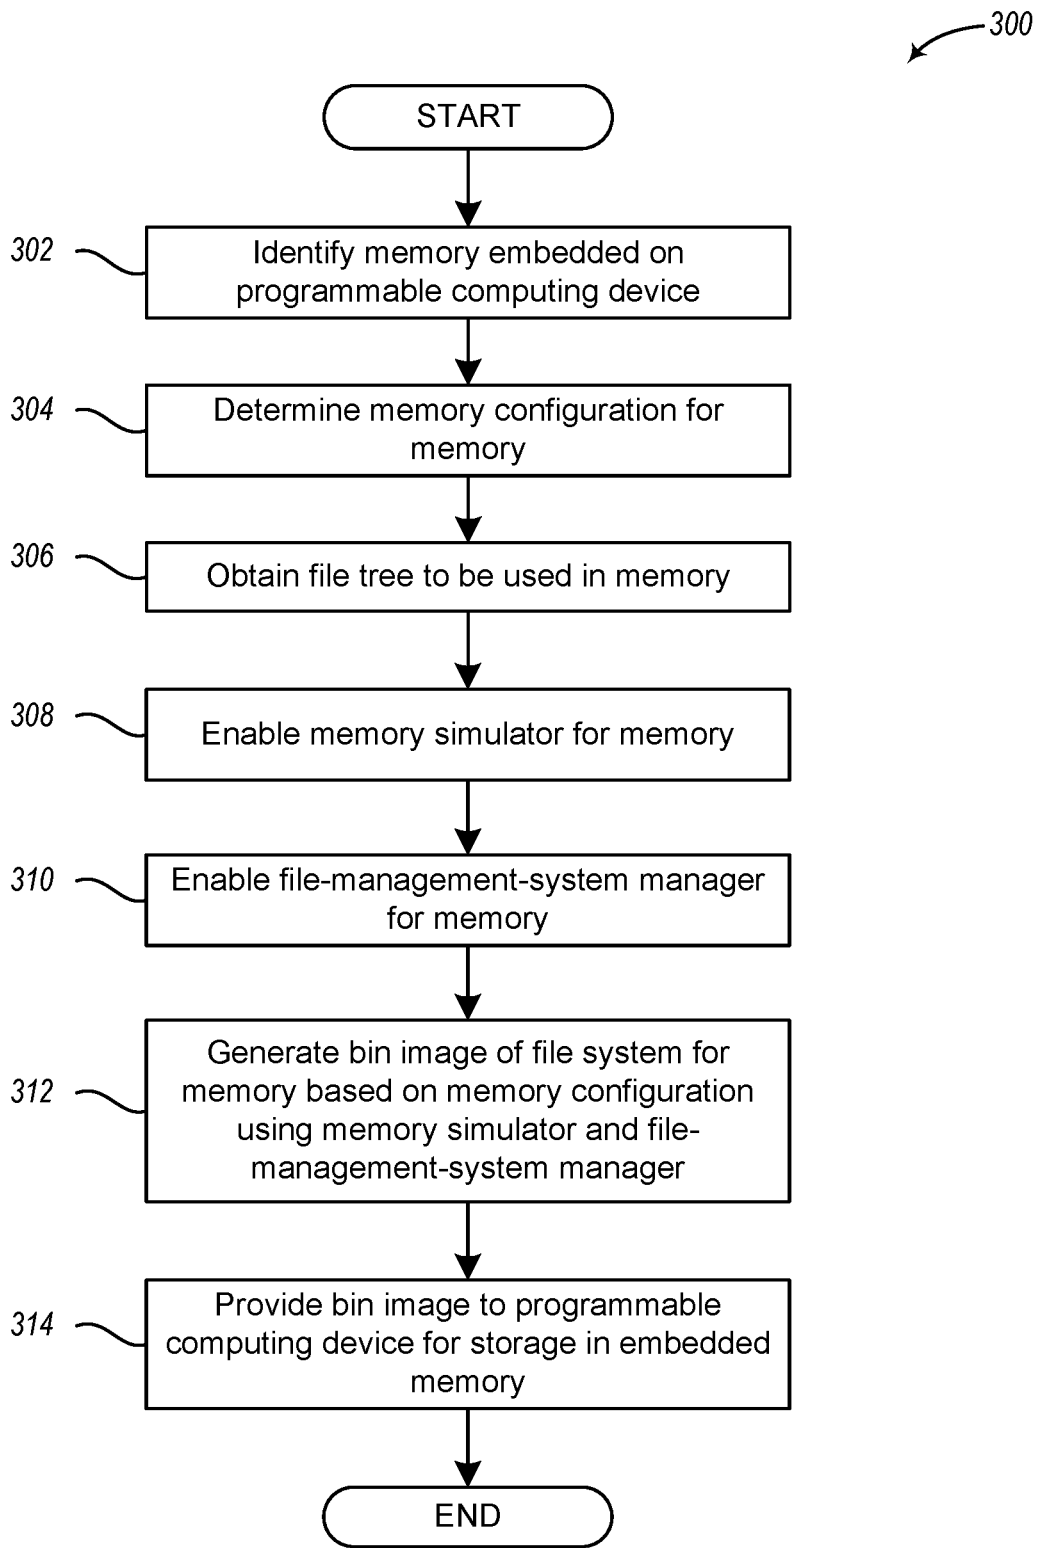 300
START
302
Identify memory embedded on
programmable computing device
304
Determine memory configuration for
memory
306
Obtain file tree to be used in memory
308
Enable memory simulator for memory
310
Enable file-management-system manager
for memory
312
Generate bin image of file system for
memory based on memory configuration
using memory simulator and file-
management-system manager
314
Provide bin image to programmable
computing device for storage in embedded
memory
END